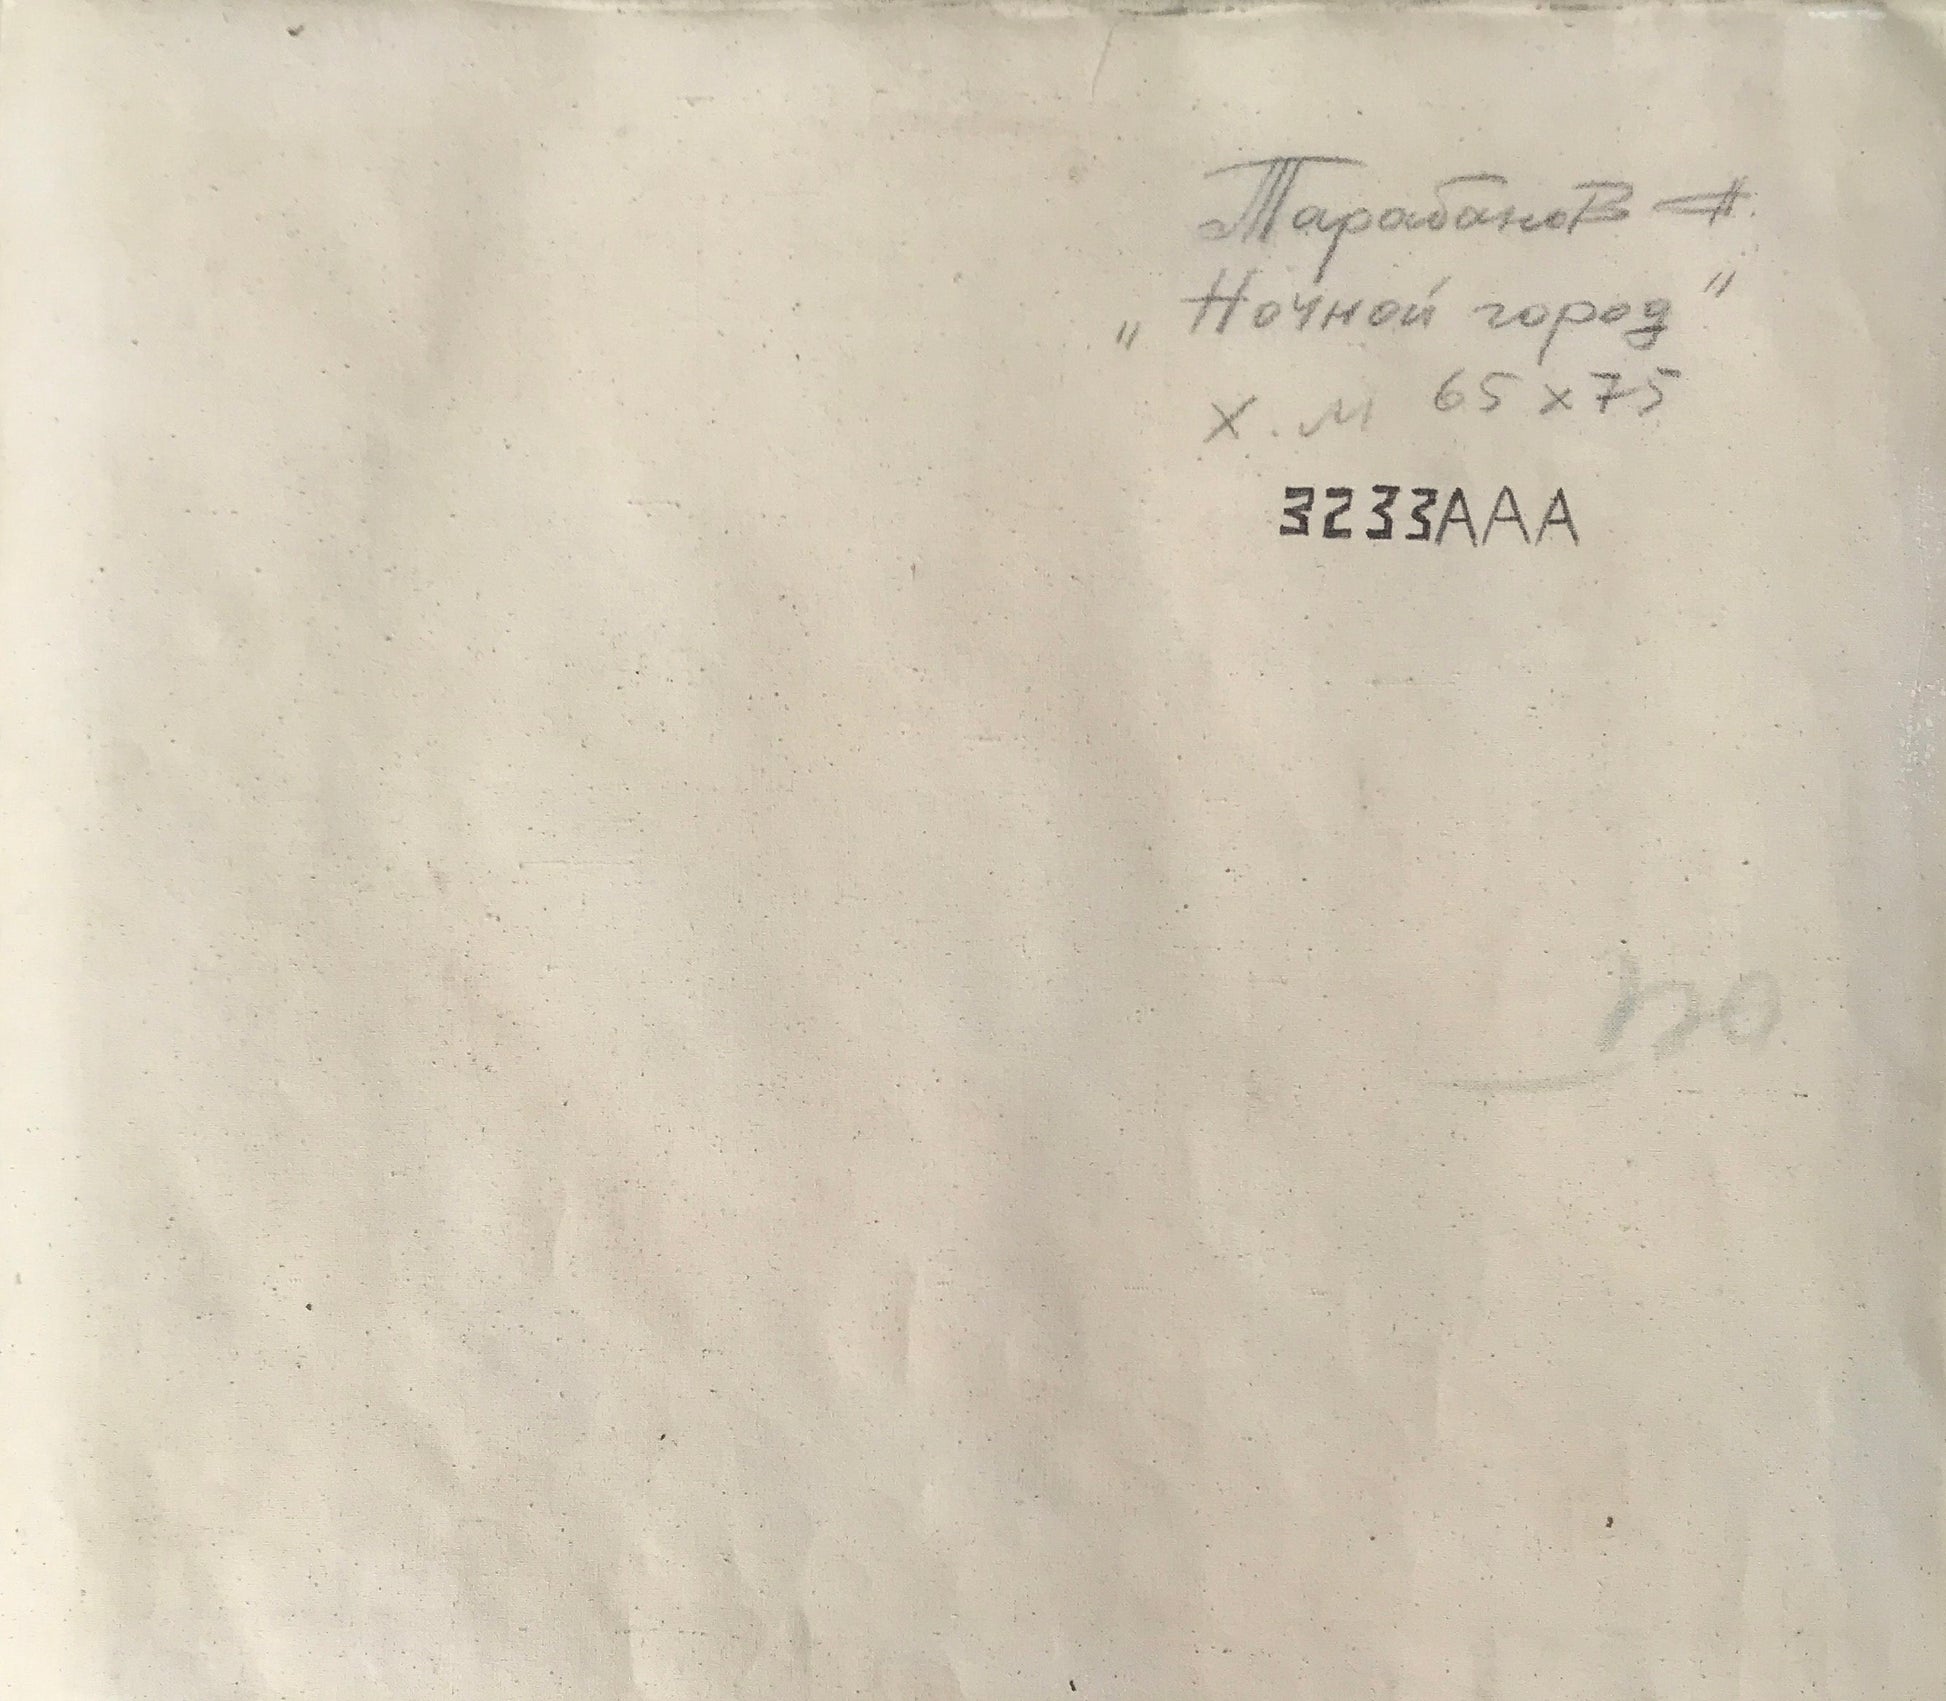 Тарабанов А.
„Ночной город"
х.м 65х75
3233ААА